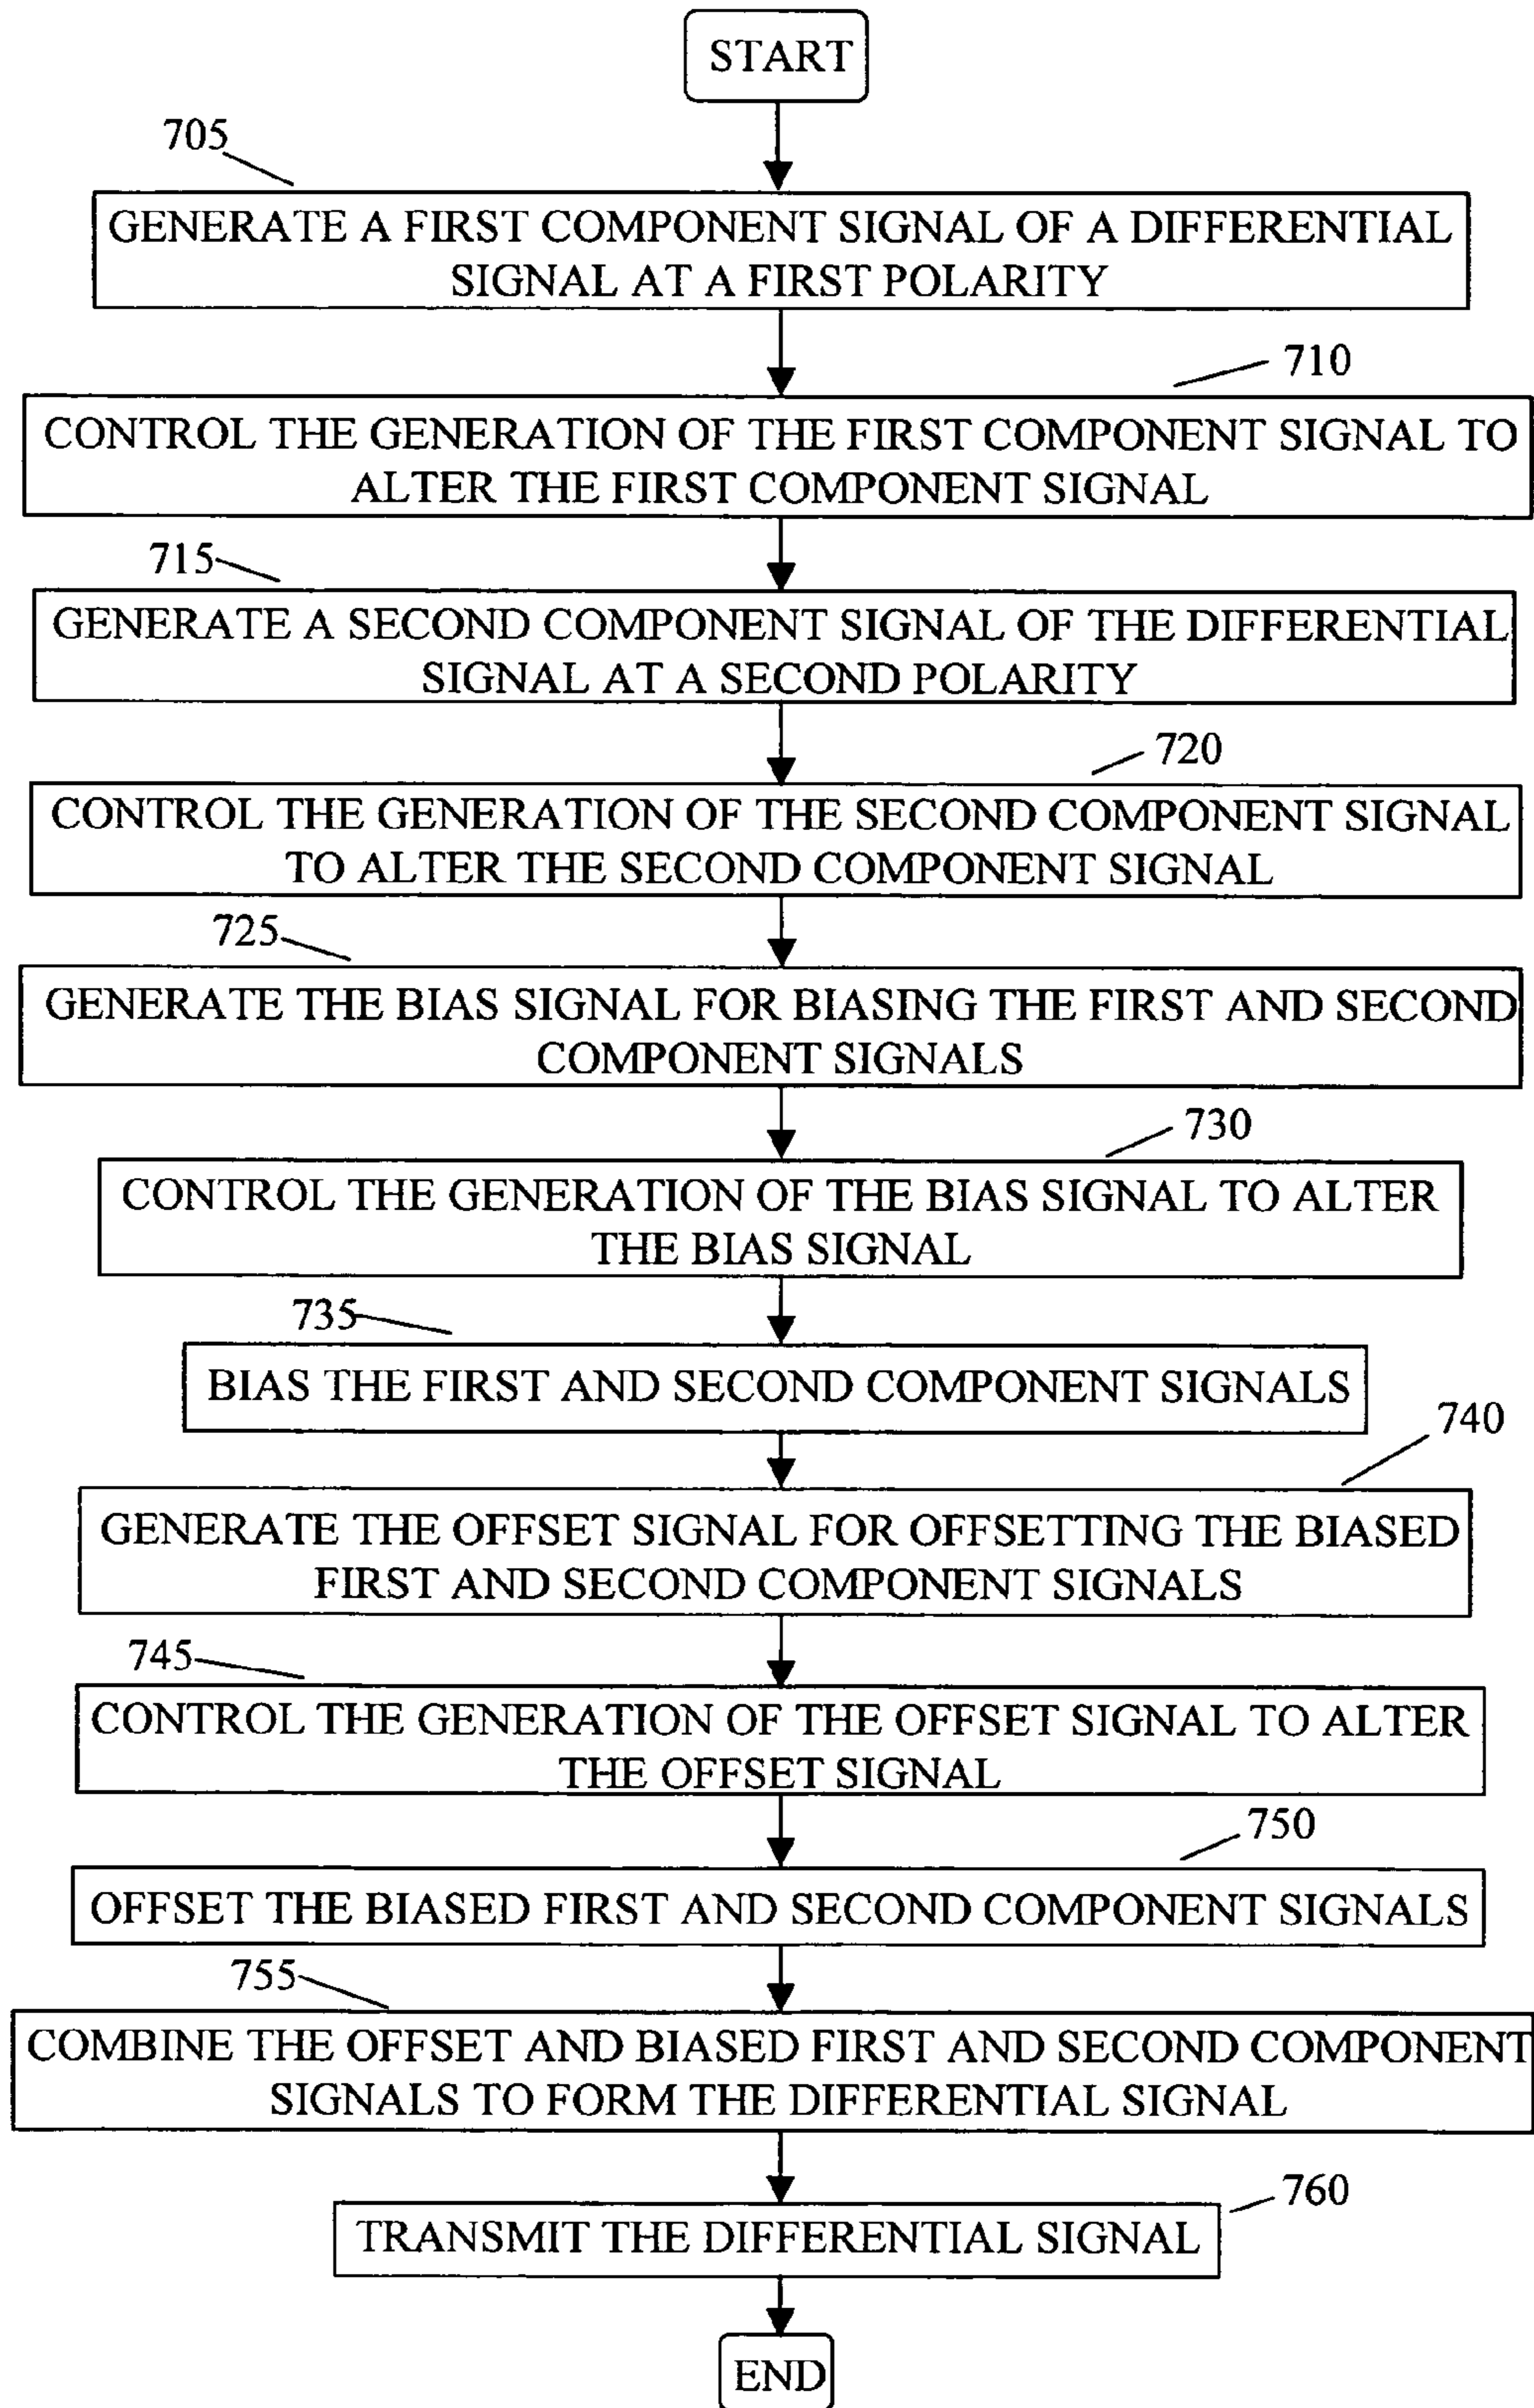 START
705
GENERATE A FIRST COMPONENT SIGNAL OF A DIFFERENTIAL
SIGNAL AT A FIRST POLARITY
710
CONTROL THE GENERATION OF THE FIRST COMPONENT SIGNAL TO
ALTER THE FIRST COMPONENT SIGNAL
715
GENERATE A SECOND COMPONENT SIGNAL OF THE DIFFERENTIAL
SIGNAL AT A SECOND POLARITY
720
CONTROL THE GENERATION OF THE SECOND COMPONENT SIGNAL
TO ALTER THE SECOND COMPONENT SIGNAL
725
GENERATE THE BIAS SIGNAL FOR BIASING THE FIRST AND SECOND
COMPONENT SIGNALS
730
CONTROL THE GENERATION OF THE BIAS SIGNAL TO ALTER
THE BIAS SIGNAL
735
BIAS THE FIRST AND SECOND COMPONENT SIGNALS
740
GENERATE THE OFFSET SIGNAL FOR OFFSETTING THE BIASED
FIRST AND SECOND COMPONENT SIGNALS
745
CONTROL THE GENERATION OF THE OFFSET SIGNAL TO ALTER
THE OFFSET SIGNAL
750
OFFSET THE BIASED FIRST AND SECOND COMPONENT SIGNALS
755
COMBINE THE OFFSET AND BIASED FIRST AND SECOND COMPONENT
SIGNALS TO FORM THE DIFFERENTIAL SIGNAL
760
TRANSMIT THE DIFFERENTIAL SIGNAL
END